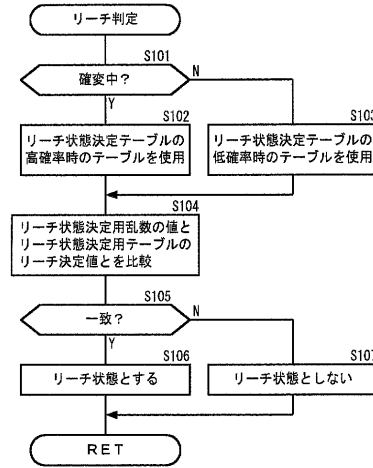 リーチ判定
S101
確変中?
N
Y
S102
リーチ状態決定テーブルの
高確率時のテーブルを使用
S103
リーチ状態決定テーブルの
低確率時のテーブルを使用
S104
リーチ状態決定用乱数の値と
リーチ状態決定用テーブルの
リーチ決定値とを比較
S105
一致?
N
Y
S106
リーチ状態とする
S107
リーチ状態としない
RET